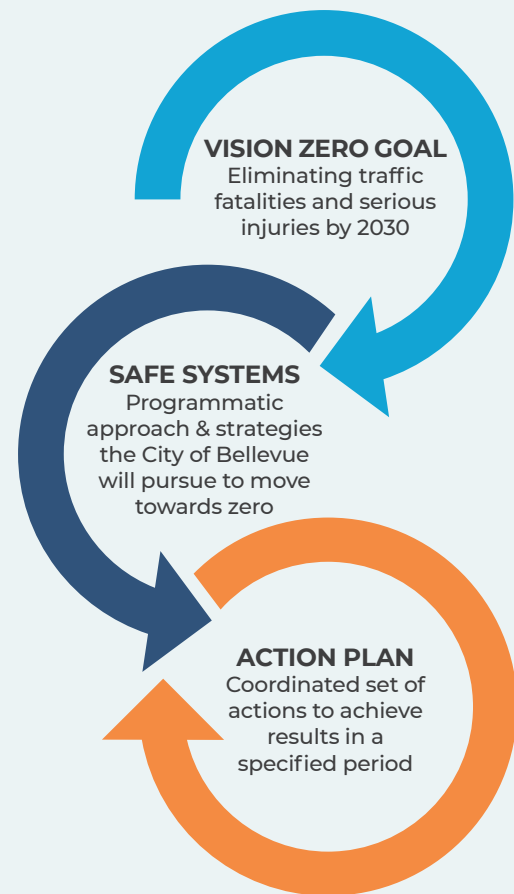 VISION ZERO GOAL
Eliminating traffic
fatalities and serious
injuries by 2030
SAFE SYSTEMS
Programmatic
approach & strategies
the City of Bellevue
will pursue to move
towards zero
ACTION PLAN
Coordinated set of
actions to achieve
results in a
specified period